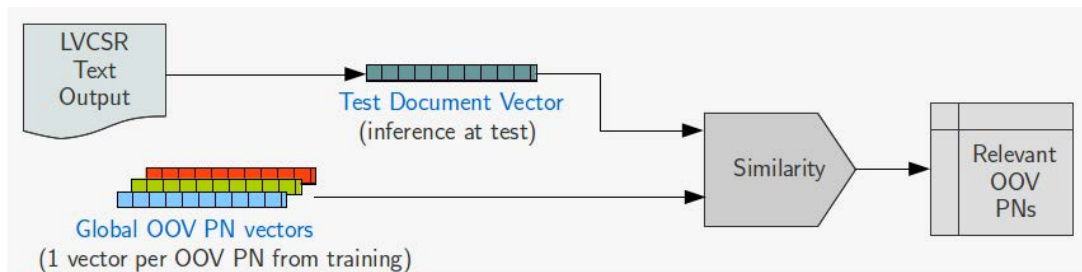 LVCSR
Text
Output
Test Document Vector
(inference at test)
Global OOV PN vectors
(1 vector per OOV PN from training)
Similarity
Relevant
OOV
PNs